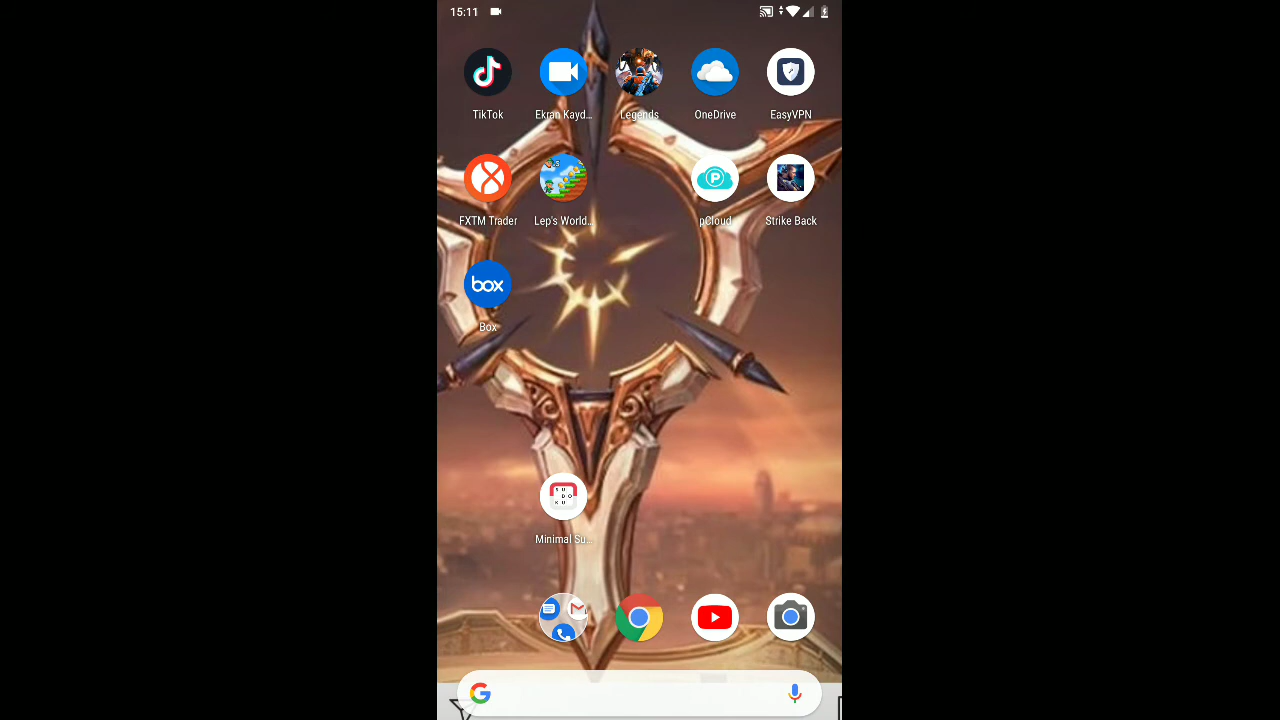 15:11
TikTok
Ekran Kayd...
Legends
OneDrive
EasyVPN
FXTM Trader
Lep's World...
pCloud
Strike Back
box
Box
Minimal Su...